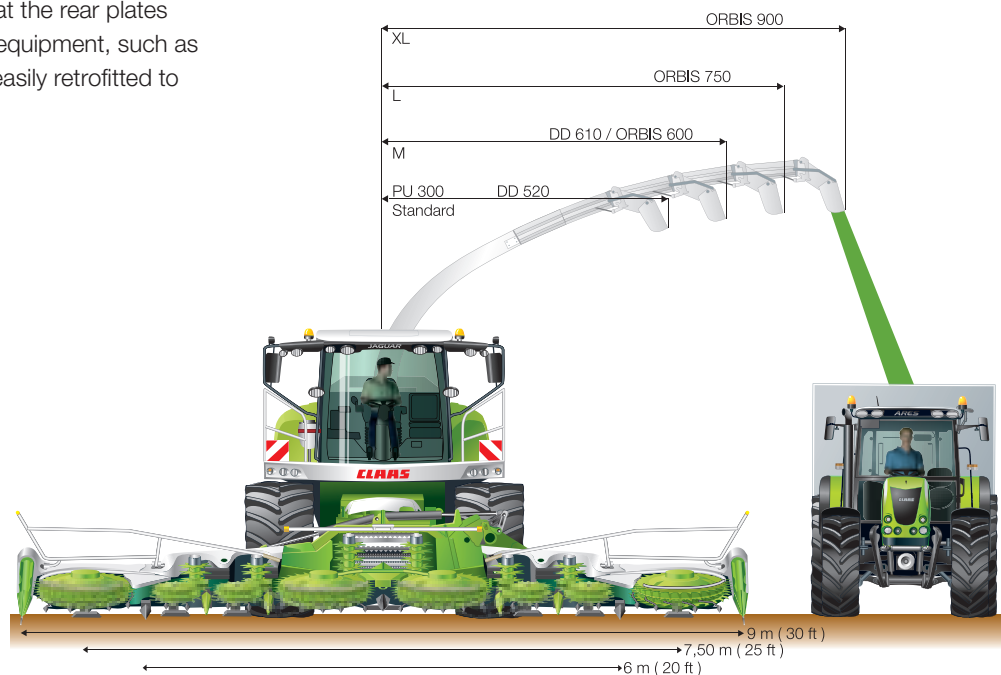 at the rear plates
equipment, such as
easily retrofitted to
ORBIS 900
XL
ORBIS 750
L
DD 610 / ORBIS 600
M
PU 300 DD 520
Standard
JAGUAR
CLAAS
ARES
CLAAS
9 m ( 30 ft )
7,50 m ( 25 ft )
6 m ( 20 ft )